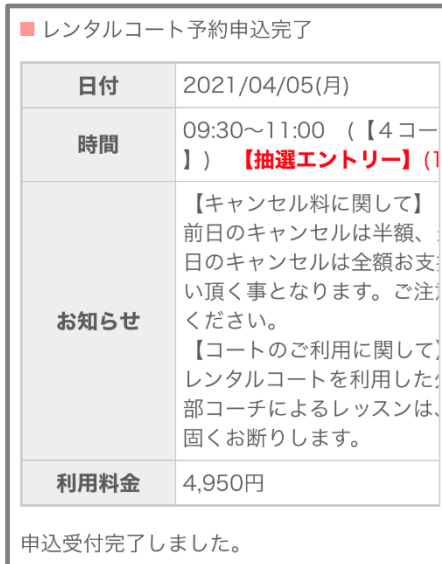 ■ レンタルコート予約申込完了
日付 2021/04/05(月)
時間 09:30～11:00 (【4コー
】) 【抽選エントリー】(1
お知らせ
【キャンセル料に関して】
前日のキャンセルは半額、
日のキャンセルは全額お支
い頂く事となります。ご注
ください。
【コートのご利用に関して】
レンタルコートを利用した
部コーチによるレッスンは、
固くお断りします。
利用料金 4,950円
申込受付完了しました。